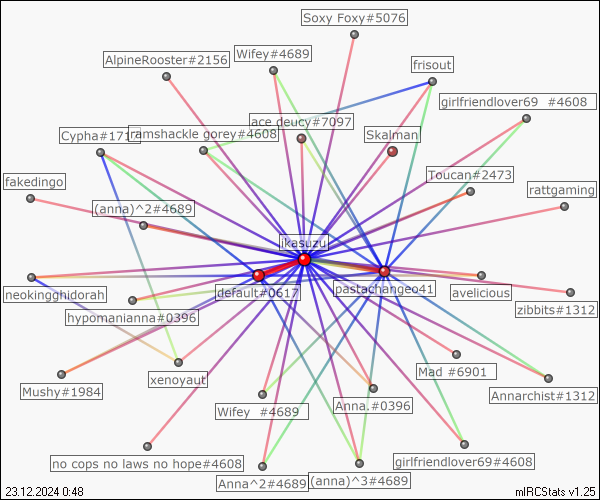 Soxy Foxy#5076
Wifey#4689
AlpineRooster#2156
frisout
girlfriendlover69 #4608
ace deucy#7097
Cypha#171
ramshackle gorey#4608
Skalman
Toucan#2473
fakedingo
rattgaming
(anna)^2#4689
ikasuzu
default#0617
pastachangeo41
neokingghidorah
avelicious
zibbits#1312
hypomanianna#0396
Mad #6901
xenoyaut
Mushy#1984
Annarchist#1312
Wifey #4689
Anna.#0396
no cops no laws no hope#4608
girlfriendlover69#4608
Anna^2#4689
(anna)^3#4689
23.12.2024 0:48
mIRCStats v1.25